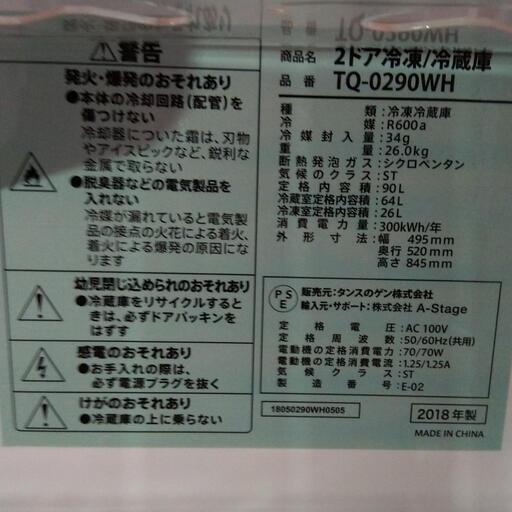 ⚠警告
発火・爆発のおそれあり
●本体の冷却回路(配管)を
傷つけない
冷却器についた霜は、刃物
やアイスピックなど、鋭利な
金属で取らない
●脱臭器などの電気製品を
入れない
冷媒が漏れていると電気製
品の接点の火花による着火、
着火による爆発の原因にな
ります
幼児閉じ込められのおそれあり
●冷蔵庫をリサイクルすると
きは、必ずドアパッキンを
はずす
感電のおそれあり
●お手入れの際は、必
ず電源プラグを抜く
けがのおそれあり
●冷蔵庫の上に乗らない
品番 TQ-0290WH
商品名 2ドア冷凍/冷蔵庫
品番 TQ-0290WH
種類:冷凍冷蔵庫
冷媒:R600a
冷媒封入量:34g
重量:26.0kg
断熱発泡ガス:シクロペンタン
気候のクラス:ST
定格内容積:90L
冷蔵室定格内容積:64L
冷凍室定格内容積:26L
消費電力量:300kWh/年
外形寸法:幅 495mm
奥行 520mm
高さ 845mm
PSE
販売元:タンスのゲン株式会社
輸入元・サポート:株式会社 A-Stage
定格電圧:AC 100V
定格周波数:50/60Hz(共用)
電動機の定格消費電力:70/70W
電動機の定格消費電流:1.25/1.25A
気候クラス:ST
製造番号:E-02
18050290WH0505
2018年製
MADE IN CHINA